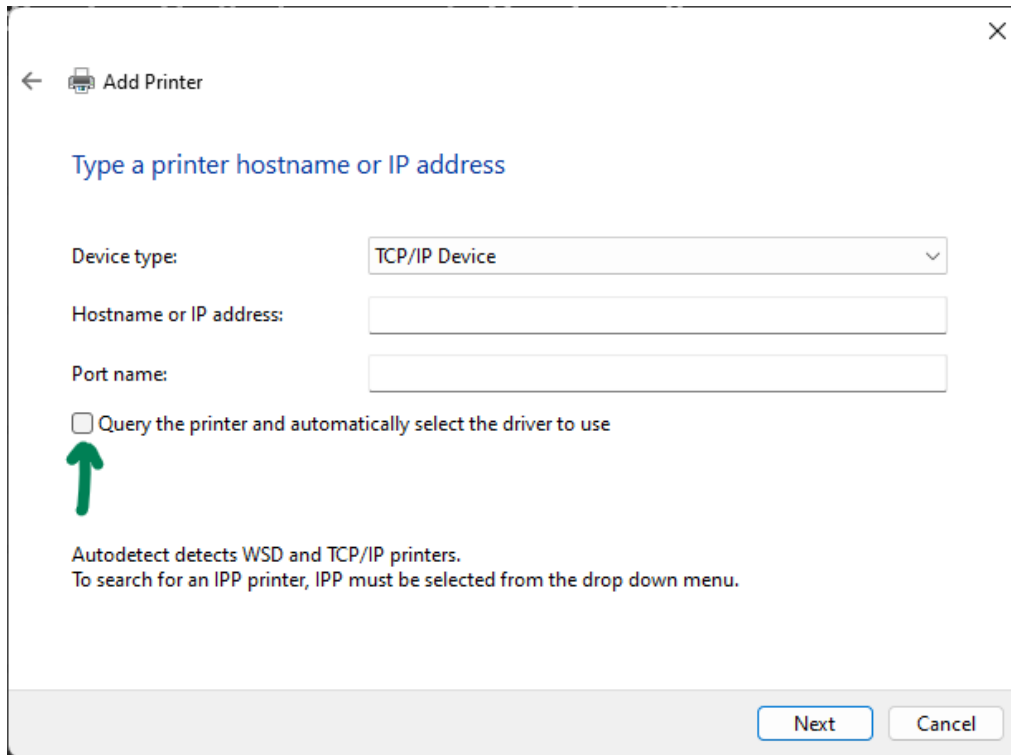 Add Printer
Type a printer hostname or IP address
Device type: TCP/IP Device
Hostname or IP address:
Port name:
Query the printer and automatically select the driver to use
Autodetect detects WSD and TCP/IP printers.
To search for an IPP printer, IPP must be selected from the drop down menu.
Next Cancel